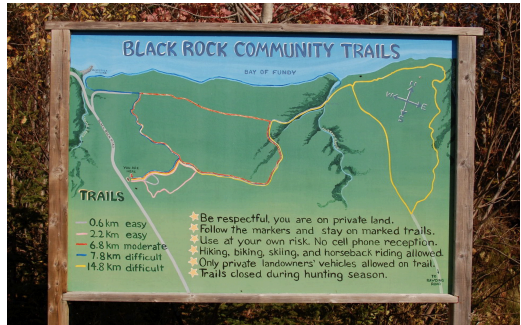 BLACK ROCK COMMUNITY TRAILS
BAY OF FUNDY
N
E
TRAILS
0.6 km easy
2.2 km easy
6.8 km moderate
7.8 km difficult
14.8 km difficult
Be respectful, you are on private land.
Follow the markers and stay on marked trails.
Use at your own risk. No cell phone reception.
Hiking, biking, skiing, and horseback riding allowed.
Only private landowners' vehicles allowed on trail.
Trails closed during hunting season.
TO